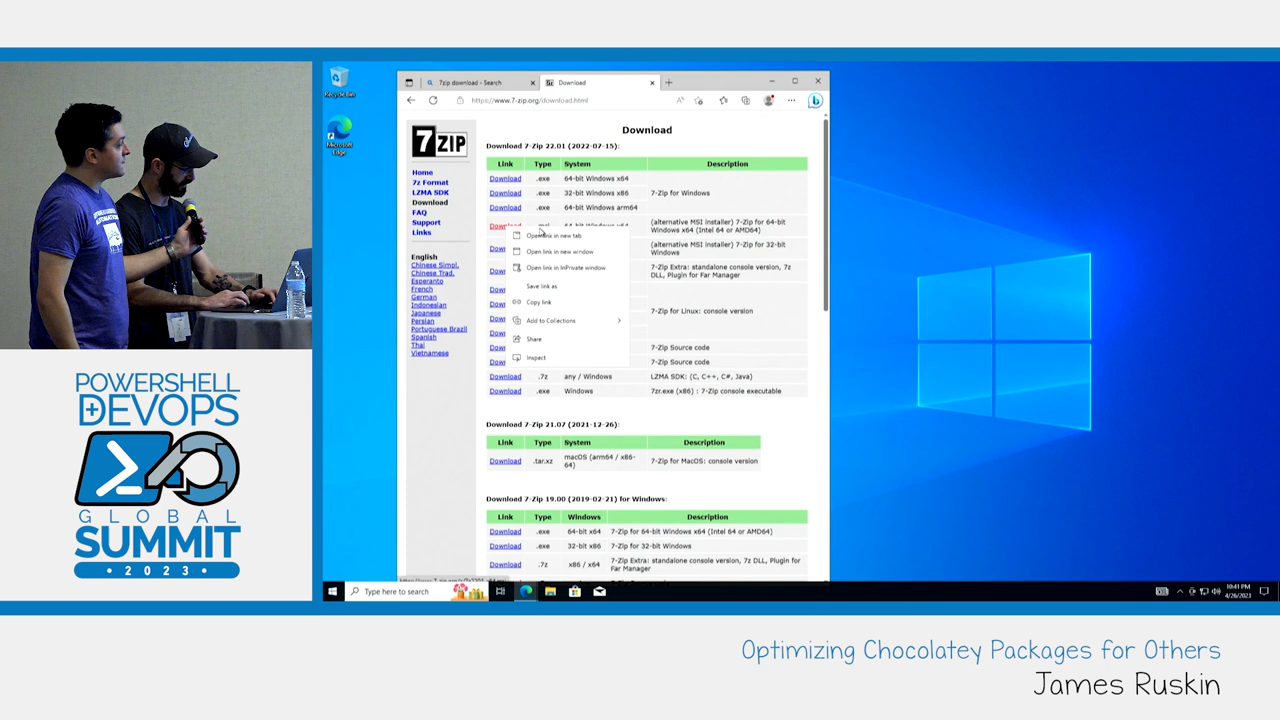 Recycle Bin
Microsoft
Edge
7zip download - Search
Download
https://www.7-zip.org/download.html
7ZIP
Home
7z Format
LZMA SDK
Download
FAQ
Support
Links
English
Chinese Simpl.
Chinese Trad.
Esperanto
French
German
Indonesian
Japanese
Persian
Portuguese Brazil
Spanish
Thai
Vietnamese
Download
Download 7-Zip 22.01 (2022-07-15):
Link Type System Description
Download .exe 64-bit Windows x64
Download .exe 32-bit Windows x86 7-Zip for Windows
Download .exe 64-bit Windows arm64
(alternative MSI installer) 7-Zip for 64-bit
Windows x64 (Intel 64 or AMD64)
(alternative MSI installer) 7-Zip for 32-bit
Windows
7-Zip Extra: standalone console version, 7z
DLL, Plugin for Far Manager
7-Zip for Linux: console version
7-Zip Source code
7-Zip Source code
Open link in new tab
Open link in new window
Open link in InPrivate window
Save link as
Copy link
Add to Collections
Share
Inspect
Download .7z any / Windows LZMA SDK: (C, C++, C#, Java)
Download .exe Windows 7zr.exe (x86) : 7-Zip console executable
Download 7-Zip 21.07 (2021-12-26):
Link Type System Description
Download .tar.xz macOS (arm64 / x86-
64) 7-Zip for MacOS: console version
Download 7-Zip 19.00 (2019-02-21) for Windows:
Link Type Windows Description
Download .exe 64-bit x64 7-Zip for 64-bit Windows x64 (Intel 64 or AMD64)
Download .exe 32-bit x86 7-Zip for 32-bit Windows
Download .7z x86 / x64 7-Zip Extra: standalone console version, 7z DLL, Plugin for
Far Manager
Type here to search
10:41 PM
4/26/2023
POWERSHELL
+DEVOPS
GLOBAL
SUMMIT
• 2023 •
Optimizing Chocolatey Packages for Others
James Ruskin